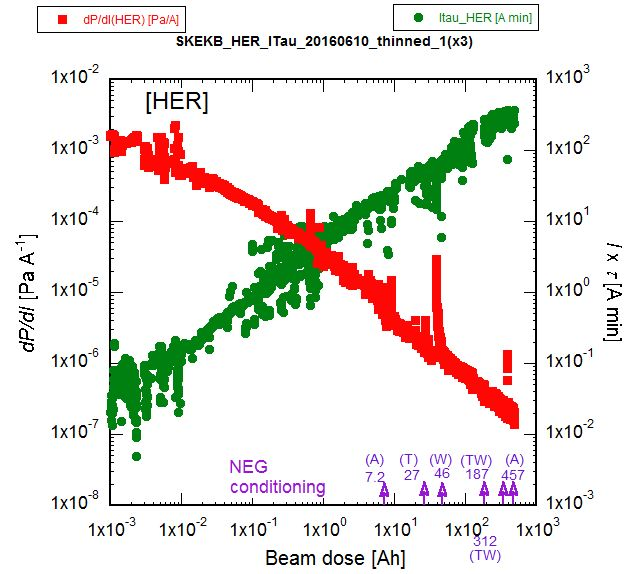 dP/dI(HER) [Pa/A]
Itau_HER [A min]
SKEKB_HER_ITau_20160610_thinned_1(x3)
[HER]
1x10⁻² 1x10³
1x10⁻³ 1x10²
1x10⁻⁴ 1x10¹
1x10⁻⁵ 1x10⁰
1x10⁻⁶ 1x10⁻¹
1x10⁻⁷ 1x10⁻²
1x10⁻⁸ 1x10⁻³
dP/dI [Pa A⁻¹]
I x τ [A min]
NEG
conditioning
(A) (T) (W) (TW) (A)
7.2 27 46 187 457
1x10⁻³ 1x10⁻² 1x10⁻¹ 1x10⁰ 1x10¹ 1x10² 1x10³
312
(TW)
Beam dose [Ah]